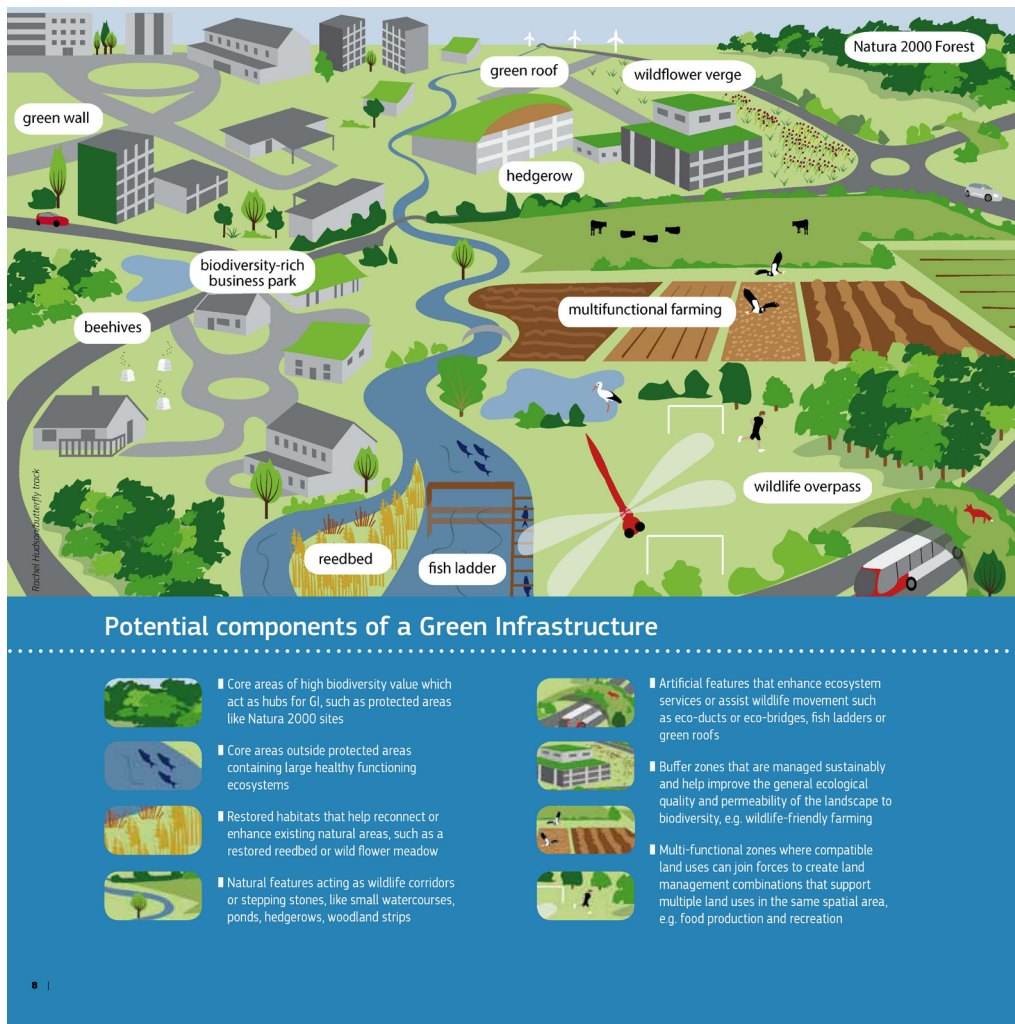 Natura 2000 Forest
green roof
wildflower verge
green wall
hedgerow
biodiversity-rich
business park
multifunctional farming
beehives
wildlife overpass
reedbed
fish ladder
Rachel Hudson/butterfly track
Potential components of a Green Infrastructure
Core areas of high biodiversity value which
act as hubs for GI, such as protected areas
like Natura 2000 sites
Core areas outside protected areas
containing large healthy functioning
ecosystems
Restored habitats that help reconnect or
enhance existing natural areas, such as a
restored reedbed or wild flower meadow
Natural features acting as wildlife corridors
or stepping stones, like small watercourses,
ponds, hedgerows, woodland strips
Artificial features that enhance ecosystem
services or assist wildlife movement such
as eco-ducts or eco-bridges, fish ladders or
green roofs
Buffer zones that are managed sustainably
and help improve the general ecological
quality and permeability of the landscape to
biodiversity, e.g. wildlife-friendly farming
Multi-functional zones where compatible
land uses can join forces to create land
management combinations that support
multiple land uses in the same spatial area,
e.g. food production and recreation
8 |